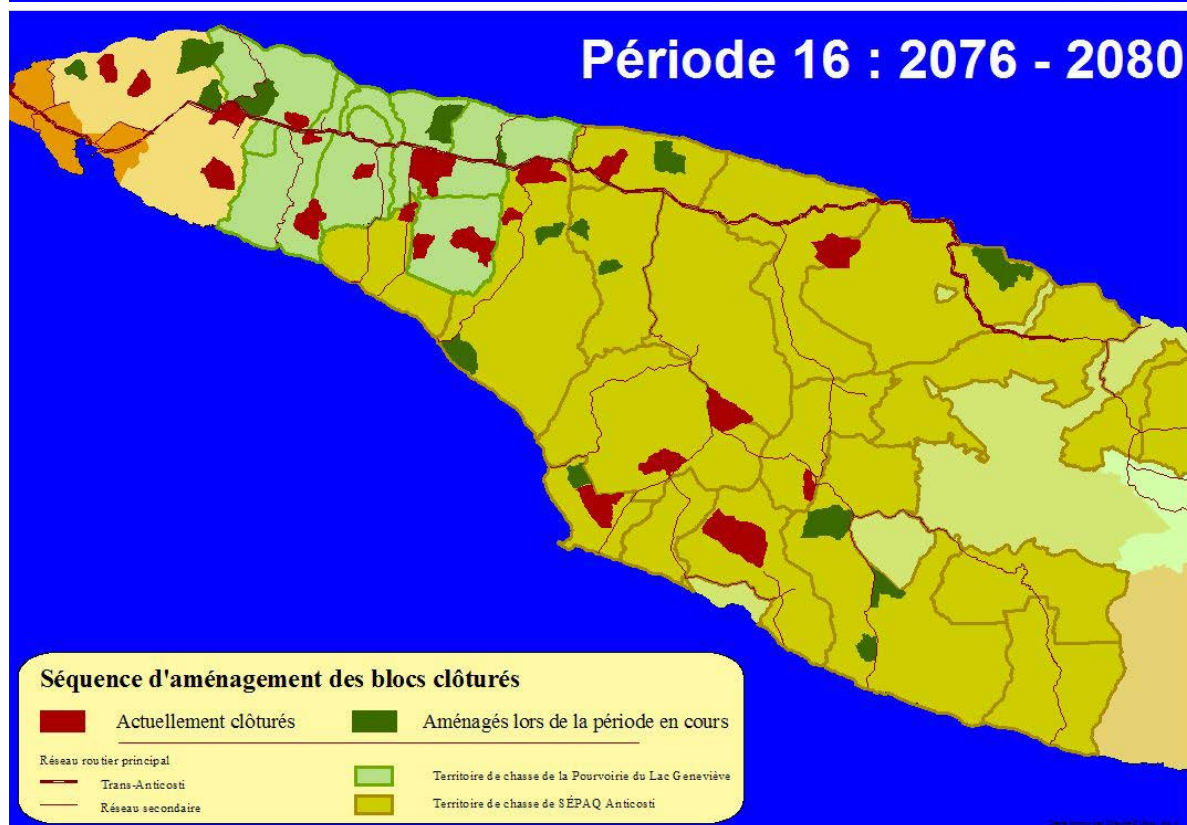 Période 16 : 2076 - 2080
Séquence d'aménagement des blocs clôturés
Actuellement clôturés
Aménagés lors de la période en cours
Réseau routier principal
Trans-Anticosti
Réseau secondaire
Territoire de chasse de la Pourvoirie du Lac Geneviève
Territoire de chasse de SÉPAQ Anticosti